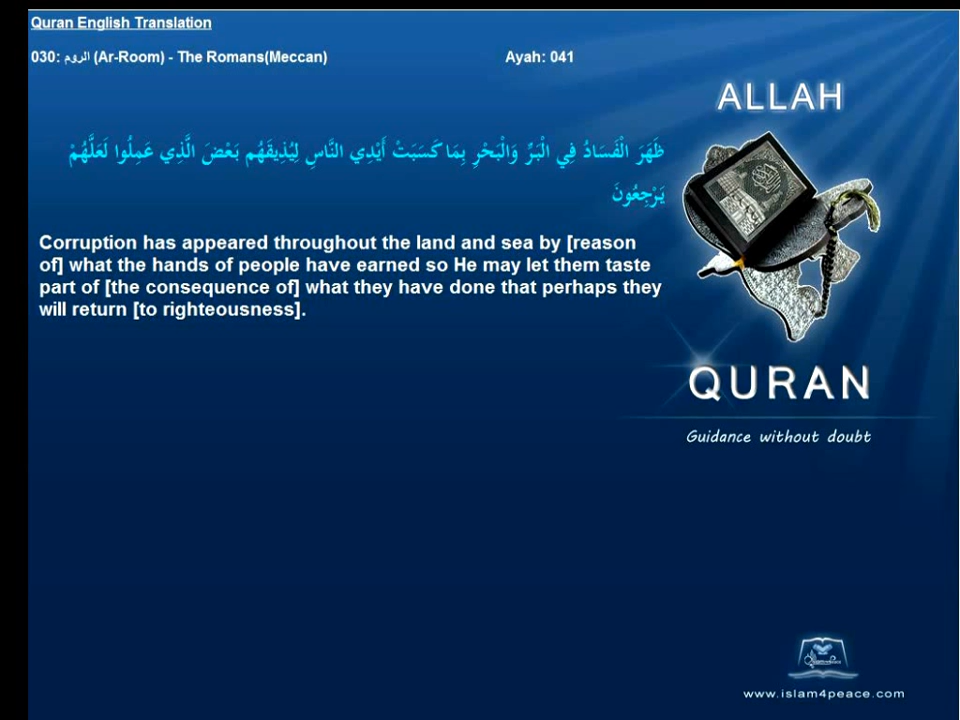 Quran English Translation
030: الروم (Ar-Room) - The Romans(Meccan) Ayah: 041
ALLAH
ظَهَرَ الْفَسَادُ فِي الْبَرِّ وَالْبَحْرِ بِمَا كَسَبَتْ أَيْدِي النَّاسِ لِيُذِيقَهُم بَعْضَ الَّذِي عَمِلُوا لَعَلَّهُمْ
يَرْجِعُونَ
Corruption has appeared throughout the land and sea by [reason
of] what the hands of people have earned so He may let them taste
part of [the consequence of] what they have done that perhaps they
will return [to righteousness].
QURAN
Guidance without doubt
www.islam4peace.com